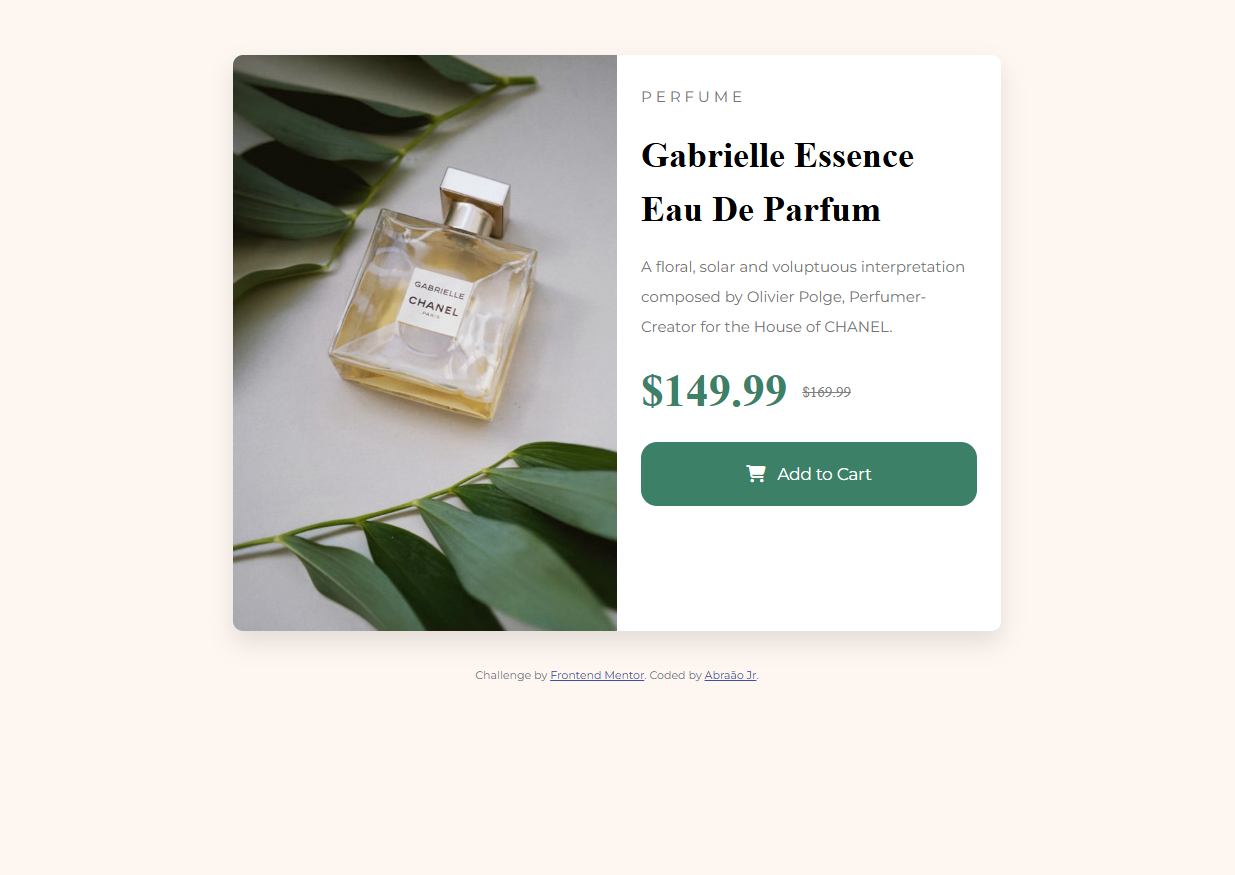 GABRIELLE
CHANEL
PARIS
PERFUME
Gabrielle Essence
Eau De Parfum
A floral, solar and voluptuous interpretation
composed by Olivier Polge, Perfumer-
Creator for the House of CHANEL.
$149.99 $169.99
Add to Cart
Challenge by Frontend Mentor. Coded by Abraão Jr.